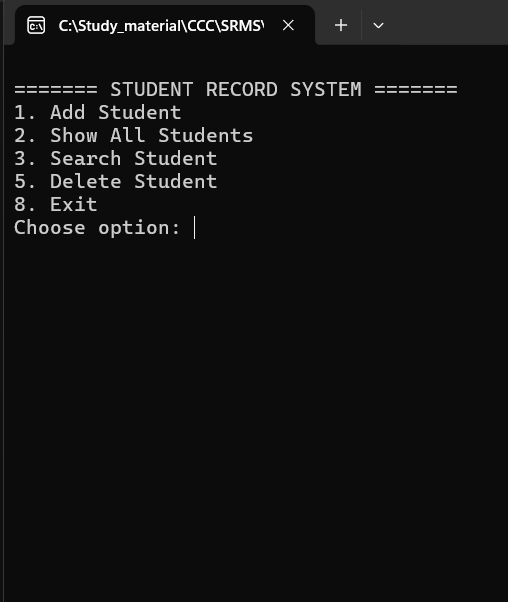 C:\Study_material\CCC\SRMS\
======= STUDENT RECORD SYSTEM =======
1. Add Student
2. Show All Students
3. Search Student
5. Delete Student
8. Exit
Choose option: